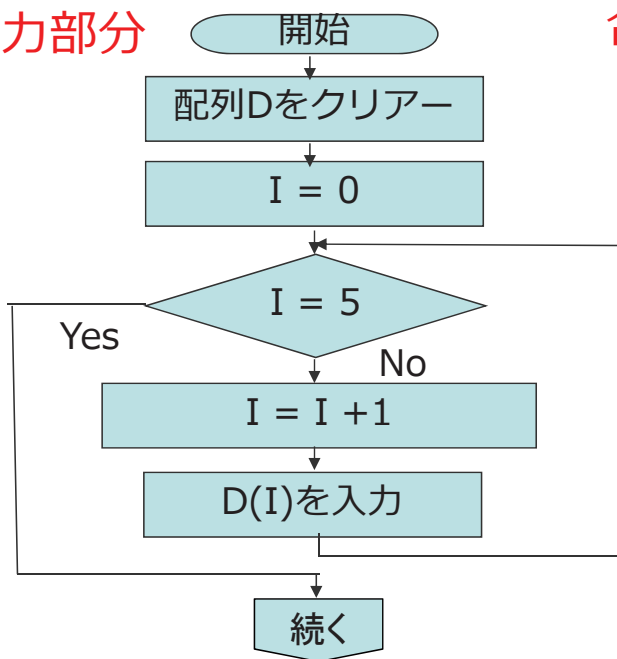 力部分
開始
配列Dをクリアー
I = 0
I = 5
Yes
No
I = I +1
D(I)を入力
続く